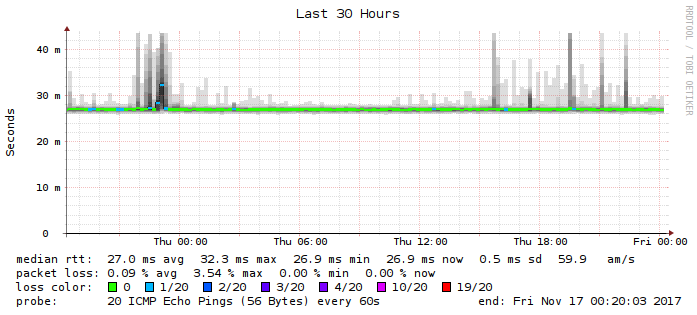 Last 30 Hours
RRDTOOL / TOBI OETIKER
Seconds
40 m
30 m
20 m
10 m
0
Thu 00:00 Thu 06:00 Thu 12:00 Thu 18:00 Fri 00:00
median rtt: 27.0 ms avg 32.3 ms max 26.9 ms min 26.9 ms now 0.5 ms sd 59.9 am/s
packet loss: 0.09 % avg 3.54 % max 0.00 % min 0.00 % now
loss color: 0 1/20 2/20 3/20 4/20 10/20 19/20
probe: 20 ICMP Echo Pings (56 Bytes) every 60s end: Fri Nov 17 00:20:03 2017